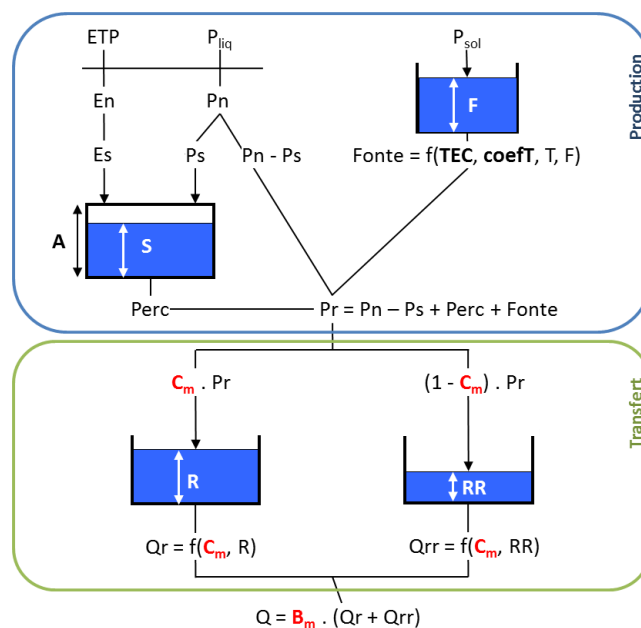 ETP
P_liq
P_sol
En
Pn
F
Es
Ps
Pn - Ps
Fonte = f(TEC, coefT, T, F)
A
S
Perc
Pr = Pn – Ps + Perc + Fonte
Production
C_m . Pr
(1 - C_m) . Pr
R
RR
Qr = f(C_m, R)
Qrr = f(C_m, RR)
Transfert
Q = B_m . (Qr + Qrr)